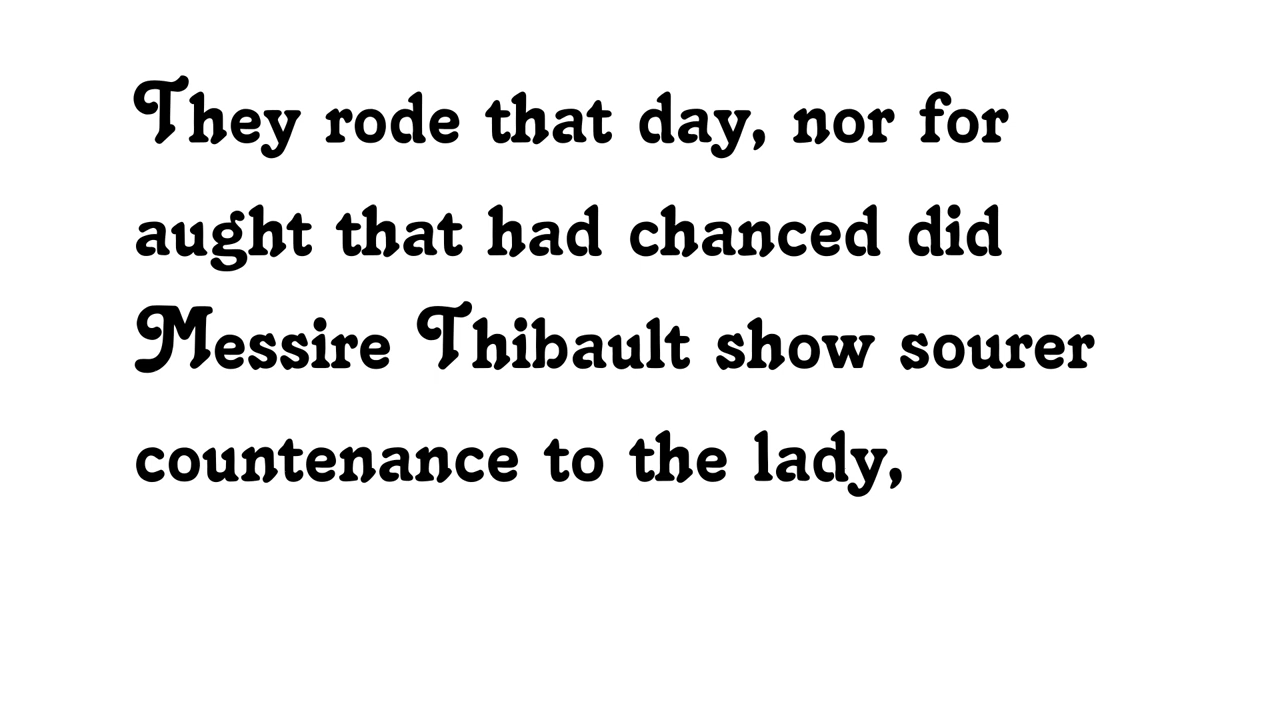 They rode that day, nor for
aught that had chanced did
Messire Thibault show sourer
countenance to the lady,